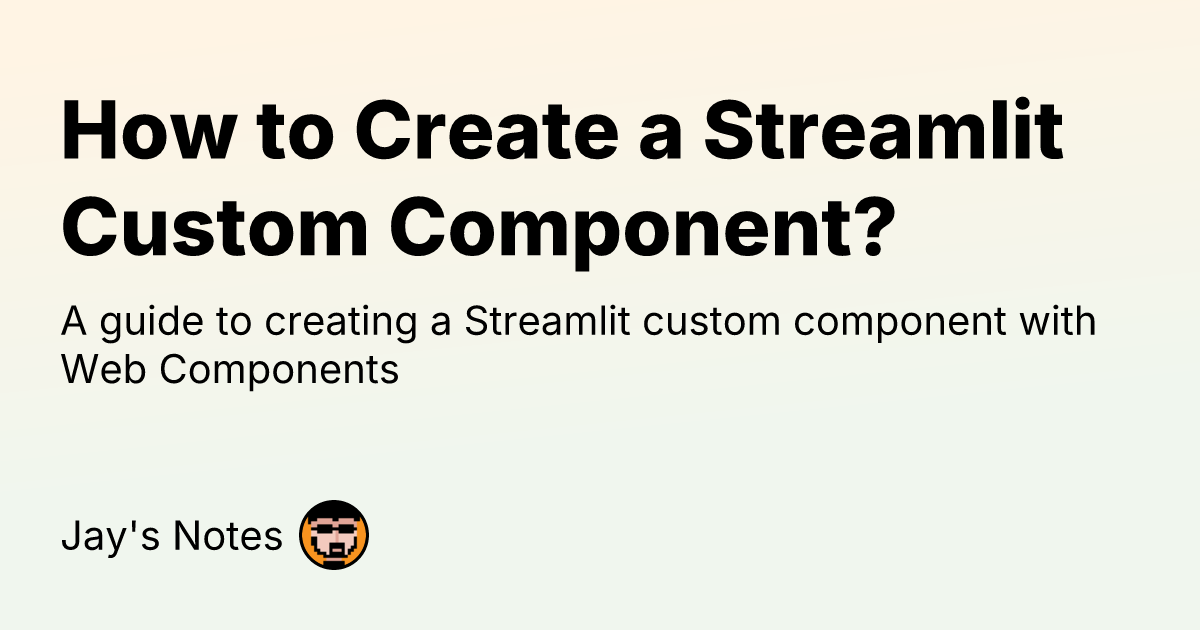 How to Create a Streamlit
Custom Component?
A guide to creating a Streamlit custom component with
Web Components
Jay's Notes